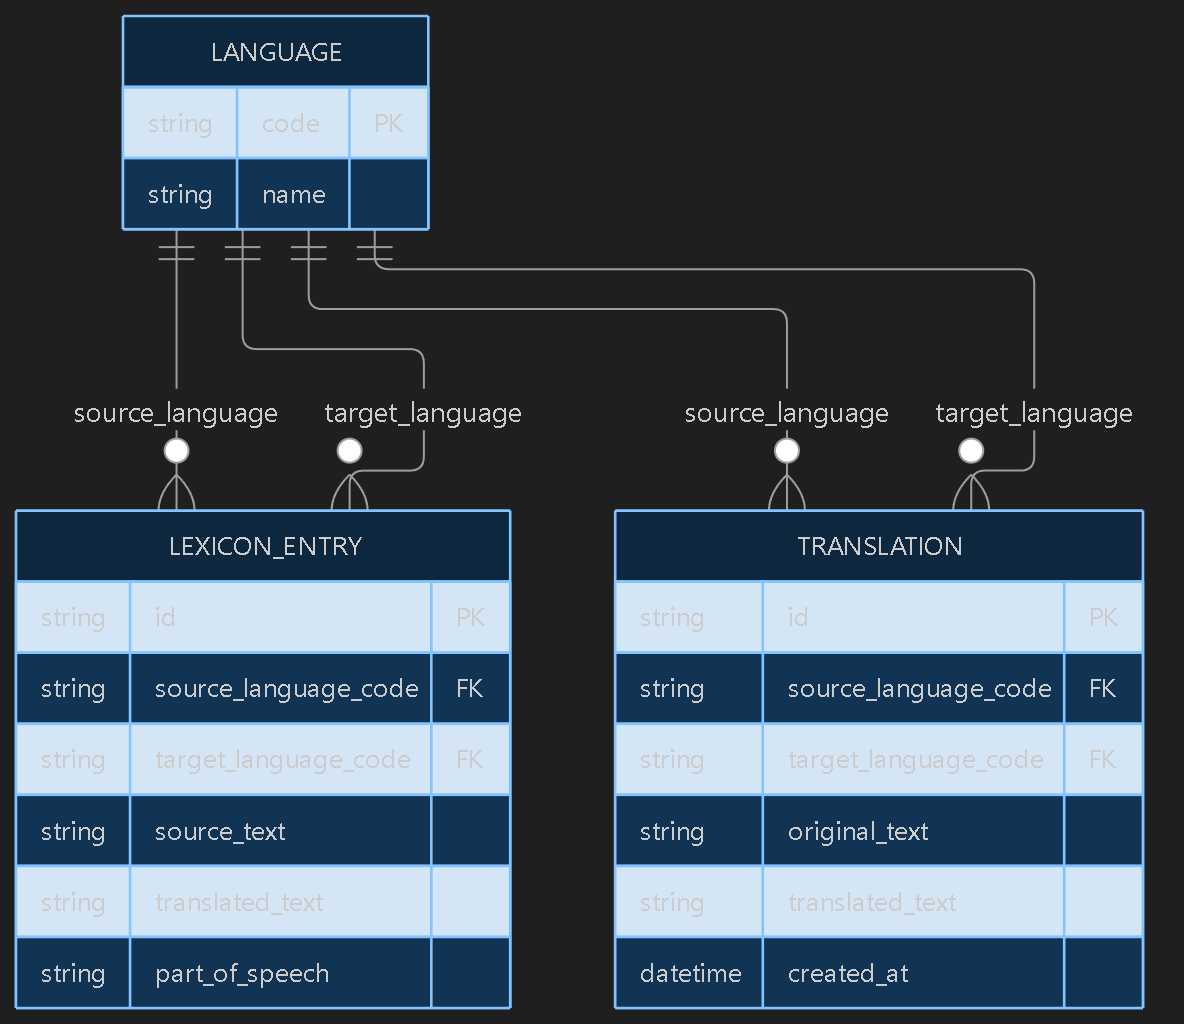 LANGUAGE
string code PK
string name
source_language target_language source_language target_language
LEXICON_ENTRY
string id PK
string source_language_code FK
string target_language_code FK
string source_text
string translated_text
string part_of_speech
TRANSLATION
string id PK
string source_language_code FK
string target_language_code FK
string original_text
string translated_text
datetime created_at